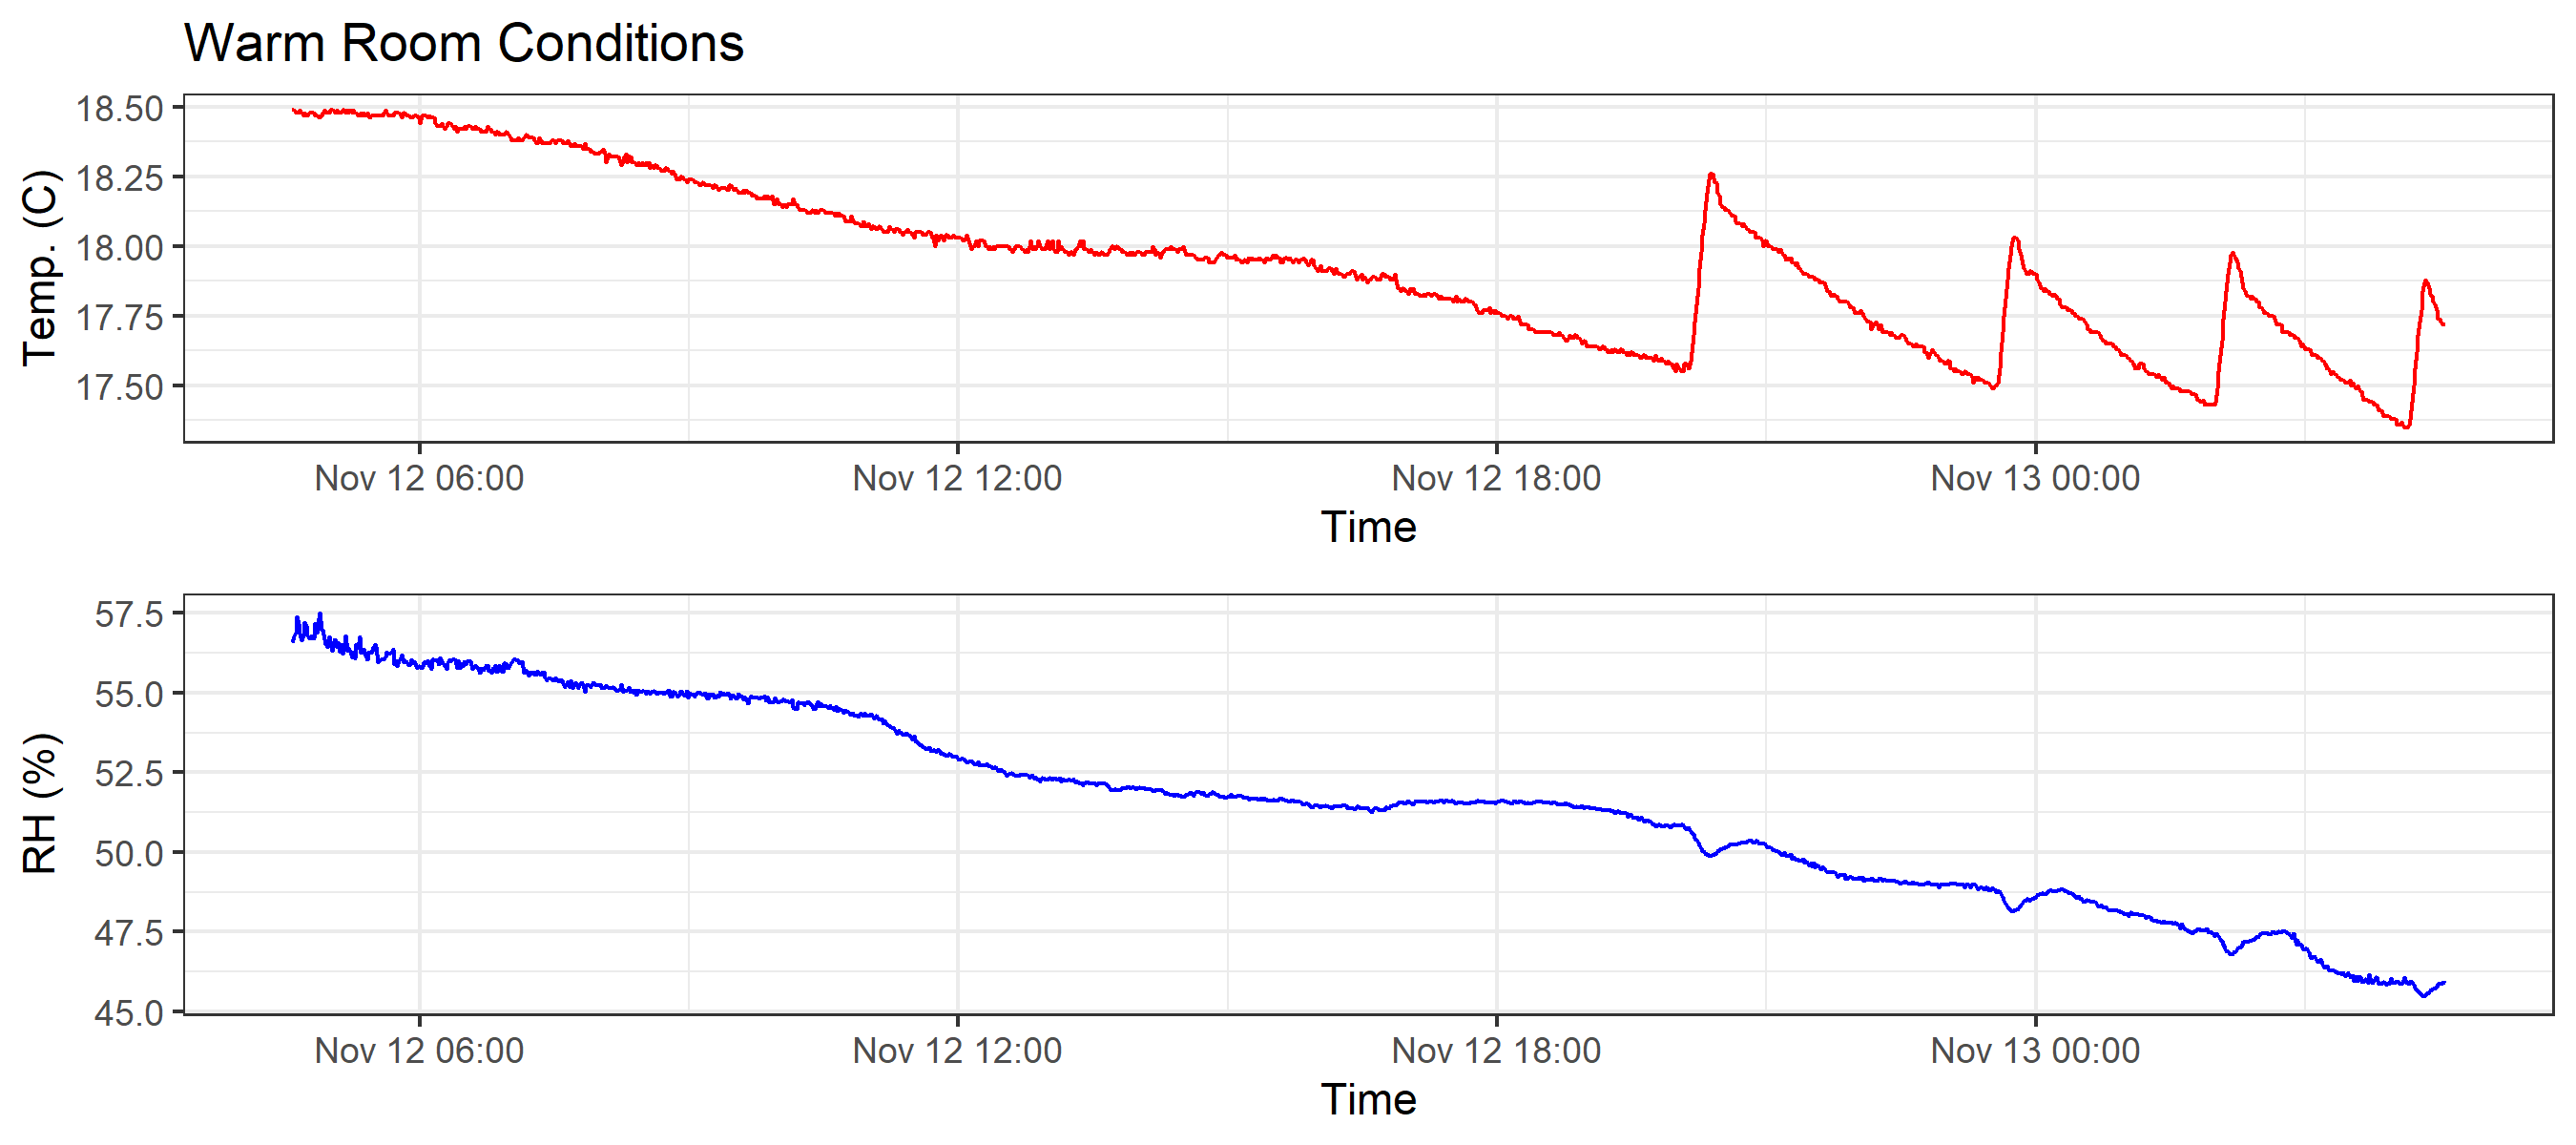 Warm Room Conditions
Temp. (C)
18.50
18.25
18.00
17.75
17.50
Nov 12 06:00 Nov 12 12:00 Nov 12 18:00 Nov 13 00:00
Time
RH (%)
57.5
55.0
52.5
50.0
47.5
45.0
Nov 12 06:00 Nov 12 12:00 Nov 12 18:00 Nov 13 00:00
Time